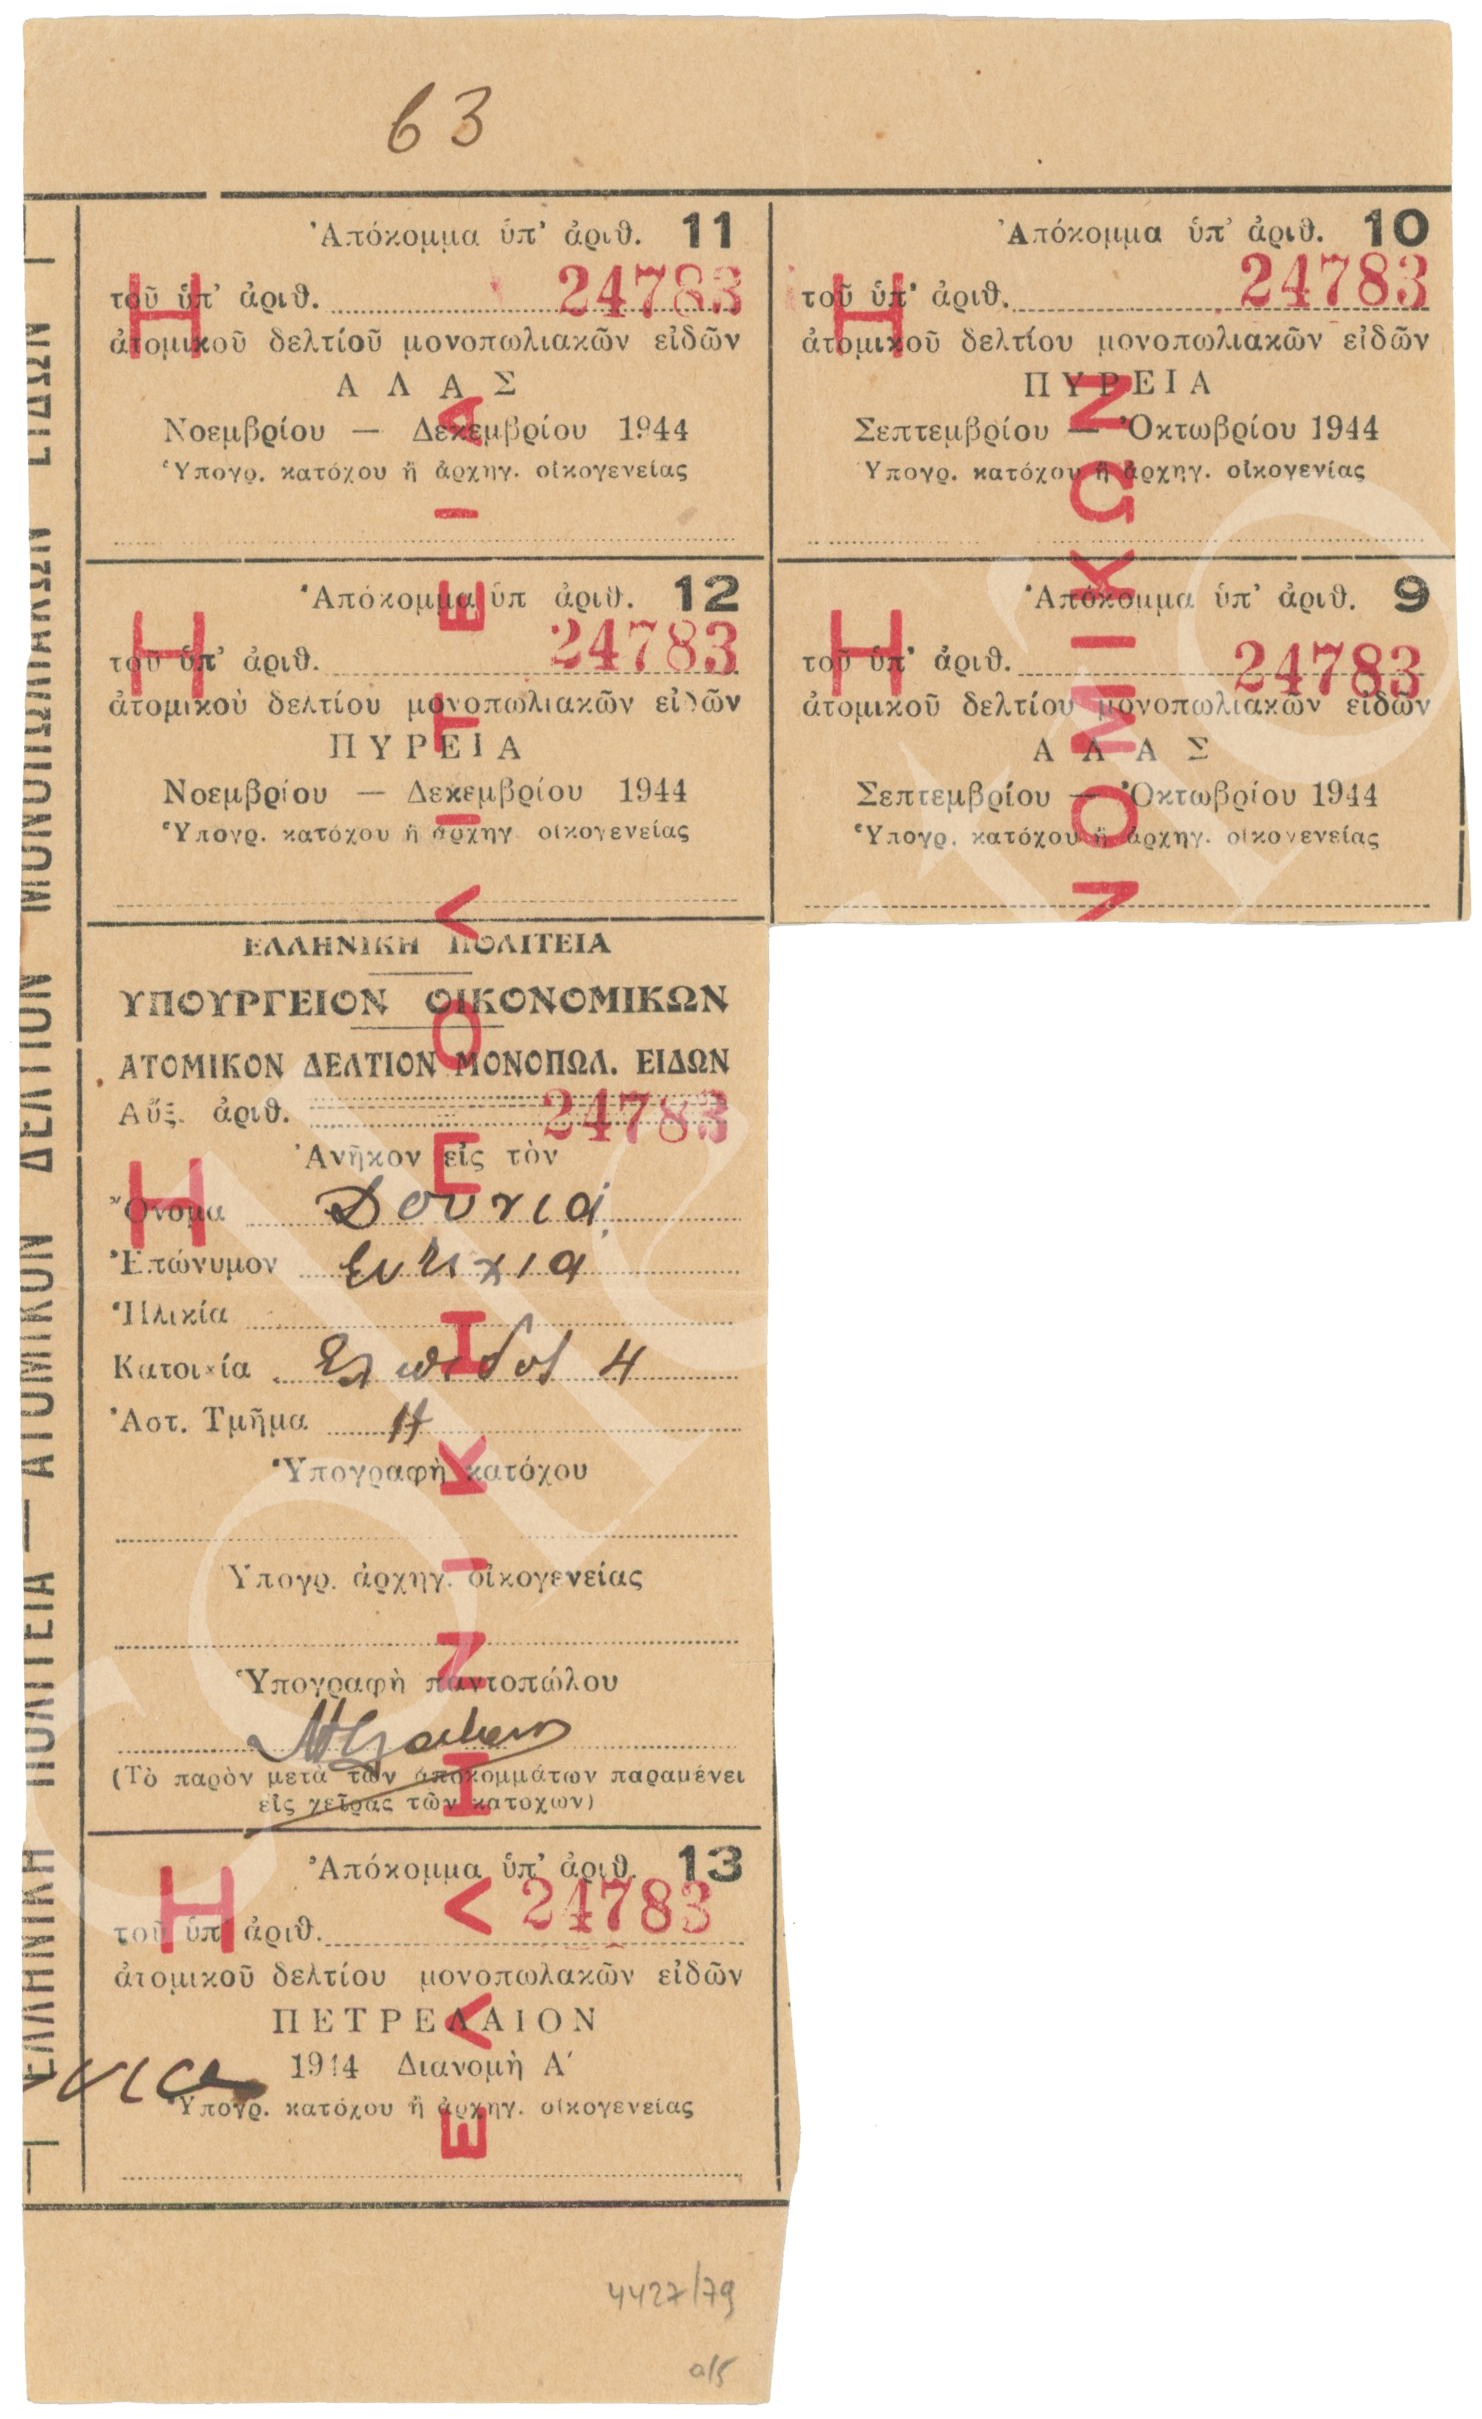 63
Ἀπόκομμα ὑπ' ἀριθ. 11
τοῦ ὑπ' ἀριθ. 24783
ἀτομικοῦ δελτίοῦ μονοπωλιακῶν εἰδῶν
ΑΛΑΣ
Νοεμβρίου — Δεκεμβρίου 1944
Ὑπογρ. κατόχου ἢ ἀρχηγ. οἰκογενείας
Ἀπόκομμα ὑπ' ἀριθ. 10
τοῦ ὑπ' ἀριθ. 24783
ἀτομικοῦ δελτίου μονοπωλιακῶν εἰδῶν
ΠΥΡΕΙΑ
Σεπτεμβρίου — Ὀκτωβρίου 1944
Ὑπογρ. κατόχου ἢ ἀρχηγ. οἰκογενίας
Ἀπόκομμα ὑπ ἀριθ. 12
τοῦ ὑπ' ἀριθ. 24783
ἀτομικοῦ δελτίου μονοπωλιακῶν εἰδῶν
ΠΥΡΕΙΑ
Νοεμβρίου — Δεκεμβρίου 1944
Ὑπογρ. κατόχου ἢ ἀρχηγ. οἰκογενείας
Ἀπόκομμα ὑπ' ἀριθ. 9
τοῦ ὑπ' ἀριθ. 24783
ἀτομικοῦ δελτίου μονοπωλιακῶν εἰδῶν
ΑΛΑΣ
Σεπτεμβρίου — Ὀκτωβρίου 1944
Ὑπογρ. κατόχου ἢ ἀρχηγ. οἰκογενείας
ΕΛΛΗΝΙΚΗ ΠΟΛΙΤΕΙΑ
ΥΠΟΥΡΓΕΙΟΝ ΟΙΚΟΝΟΜΙΚΩΝ
ΑΤΟΜΙΚΟΝ ΔΕΛΤΙΟΝ ΜΟΝΟΠΩΛ. ΕΙΔΩΝ
Αὔξ. ἀριθ. 24783
Ἀνῆκον εἰς τὸν
Ὄνομα Δουνιά
Ἐπώνυμον Ευτιχια
Ἡλικία
Κατοικία Ελπιδος 4
Ἀστ. Τμῆμα Η
Ὑπογραφὴ κατόχου
Ὑπογρ. ἀρχηγ. οἰκογενείας
Ὑπογραφὴ παντοπώλου
(Τὸ παρὸν μετὰ τῶν ἀποκομμάτων παραμένει
εἰς χεῖρας τῶν κατοχων)
Ἀπόκομμα ὑπ' ἀριθ. 13
τοῦ ὑπ' ἀριθ. 24783
ἀτομικοῦ δελτίου μονοπωλακῶν εἰδῶν
ΠΕΤΡΕΛΑΙΟΝ
1944 Διανομὴ Α΄
Ὑπογρ. κατόχου ἢ ἀρχηγ. οἰκογενείας
ΕΛΛΗΝΙΚΗ ΠΟΛΙΤΕΙΑ — ΑΤΟΜΙΚΟΝ ΔΕΛΤΙΟΝ ΜΟΝΟΠΩΛΙΑΚΩΝ ΕΙΔΩΝ
ΕΛΛΗΝΙΚΗ ΠΟΛΙΤΕΙΑ
ΝΟΜΙΚΩΝ
Η
Η
Η
Η
Η
Η
4427/79
a/5